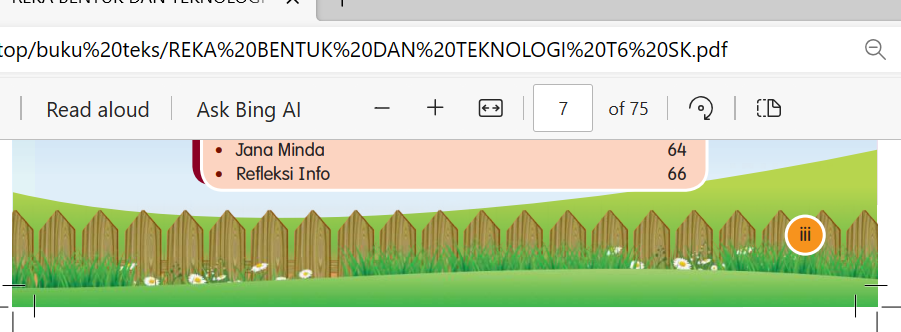 REKA BENTUK DAN TEKNOLOGI
top/buku%20teks/REKA%20BENTUK%20DAN%20TEKNOLOGI%20T6%20SK.pdf
Read aloud Ask Bing AI 7 of 75
• Jana Minda 64
• Refleksi Info 66
iii